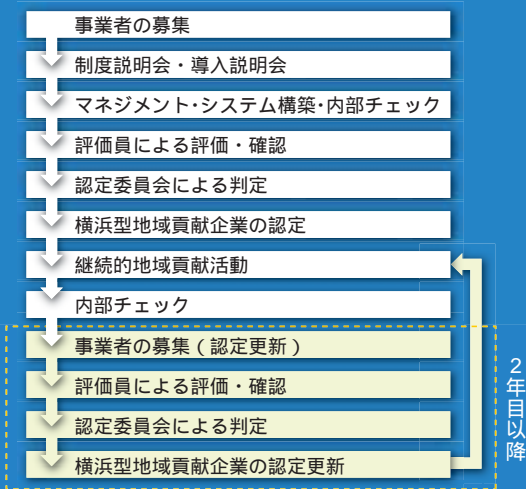 事業者の募集
制度説明会・導入説明会
マネジメント・システム構築・内部チェック
評価員による評価・確認
認定委員会による判定
横浜型地域貢献企業の認定
継続的地域貢献活動
内部チェック
事業者の募集（認定更新）
評価員による評価・確認
認定委員会による判定
横浜型地域貢献企業の認定更新
2年目以降